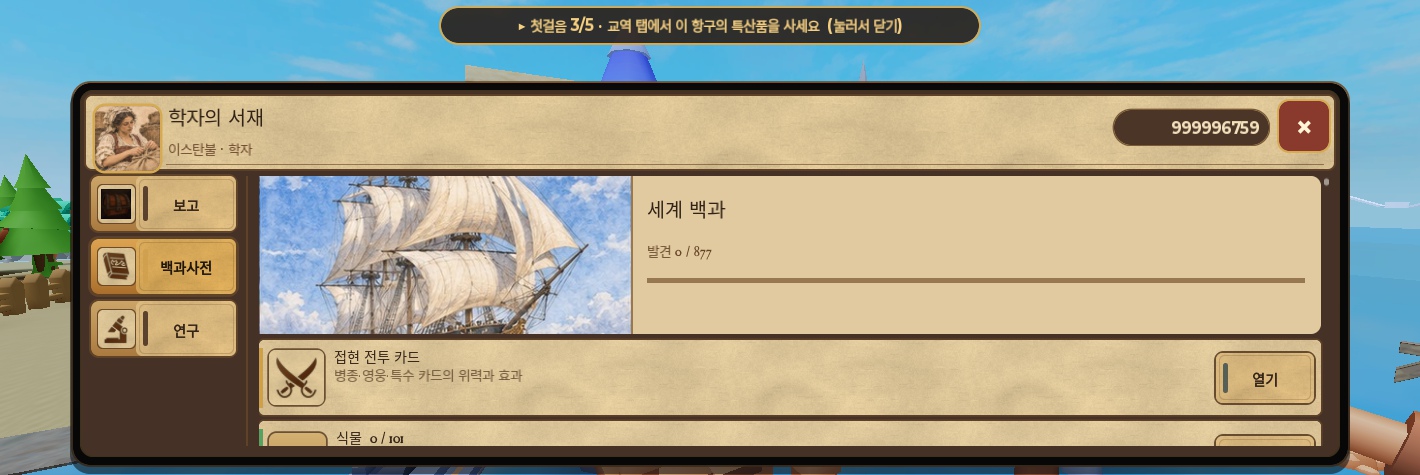 ▸ 첫걸음 3/5 · 교역 탭에서 이 항구의 특산품을 사세요 (눌러서 닫기)
학자의 서재
이스탄불 · 학자
999996759
×
보고
백과사전
연구
세계 백과
발견 0 / 877
접현 전투 카드
병종·영웅·특수 카드의 위력과 효과
열기
식물 0 / 101